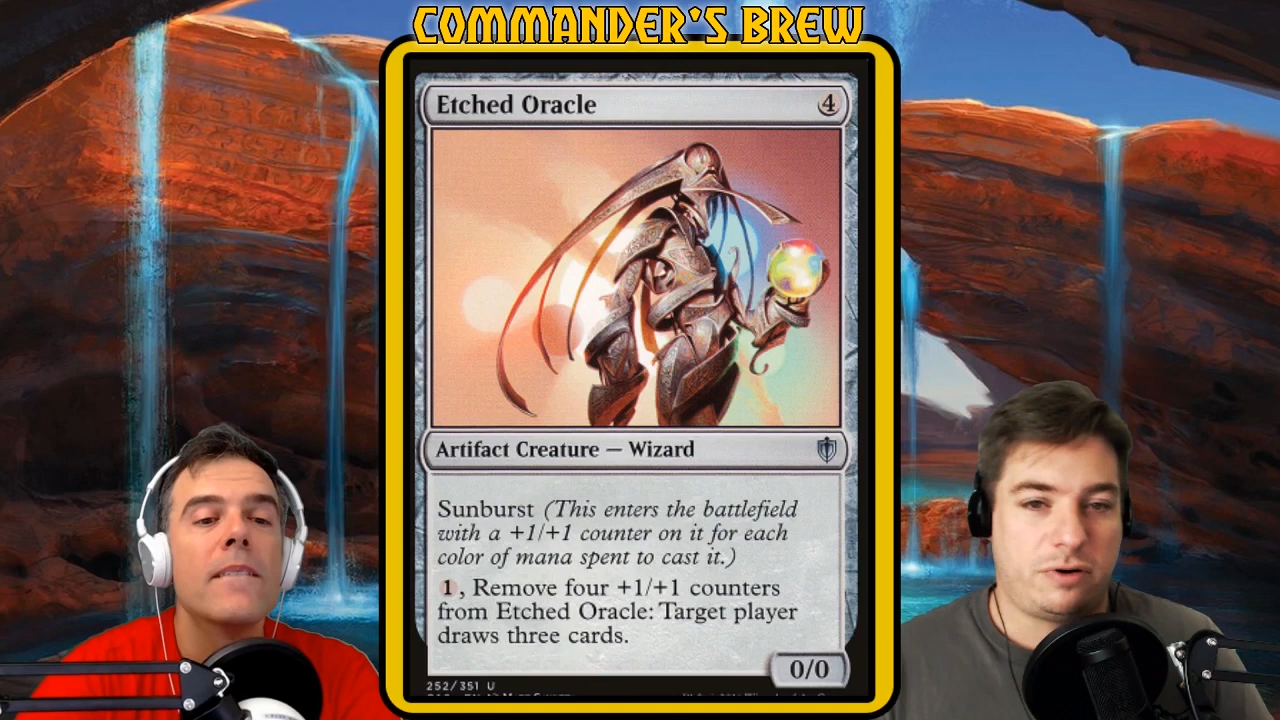 COMMANDER'S BREW
Etched Oracle 4
Artifact Creature — Wizard
Sunburst (This enters the battlefield
with a +1/+1 counter on it for each
color of mana spent to cast it.)
1, Remove four +1/+1 counters
from Etched Oracle: Target player
draws three cards.
0/0
252/351 U